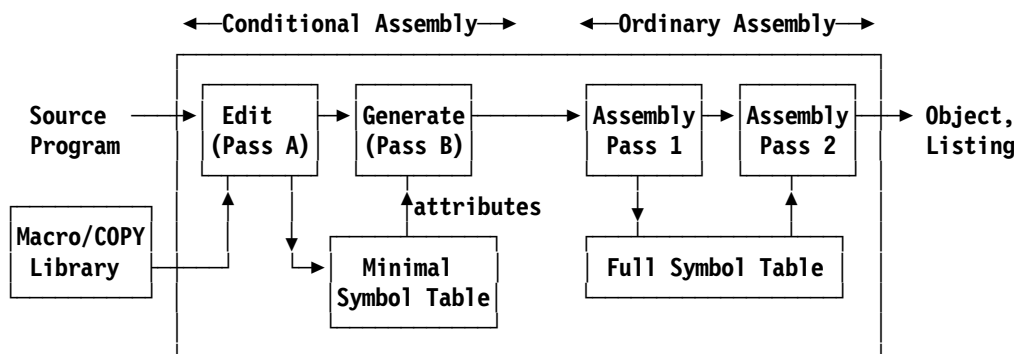 Conditional Assembly
Ordinary Assembly
Source
Program
Edit
(Pass A)
Generate
(Pass B)
Assembly
Pass 1
Assembly
Pass 2
Object,
Listing
attributes
Macro/COPY
Library
Minimal
Symbol Table
Full Symbol Table